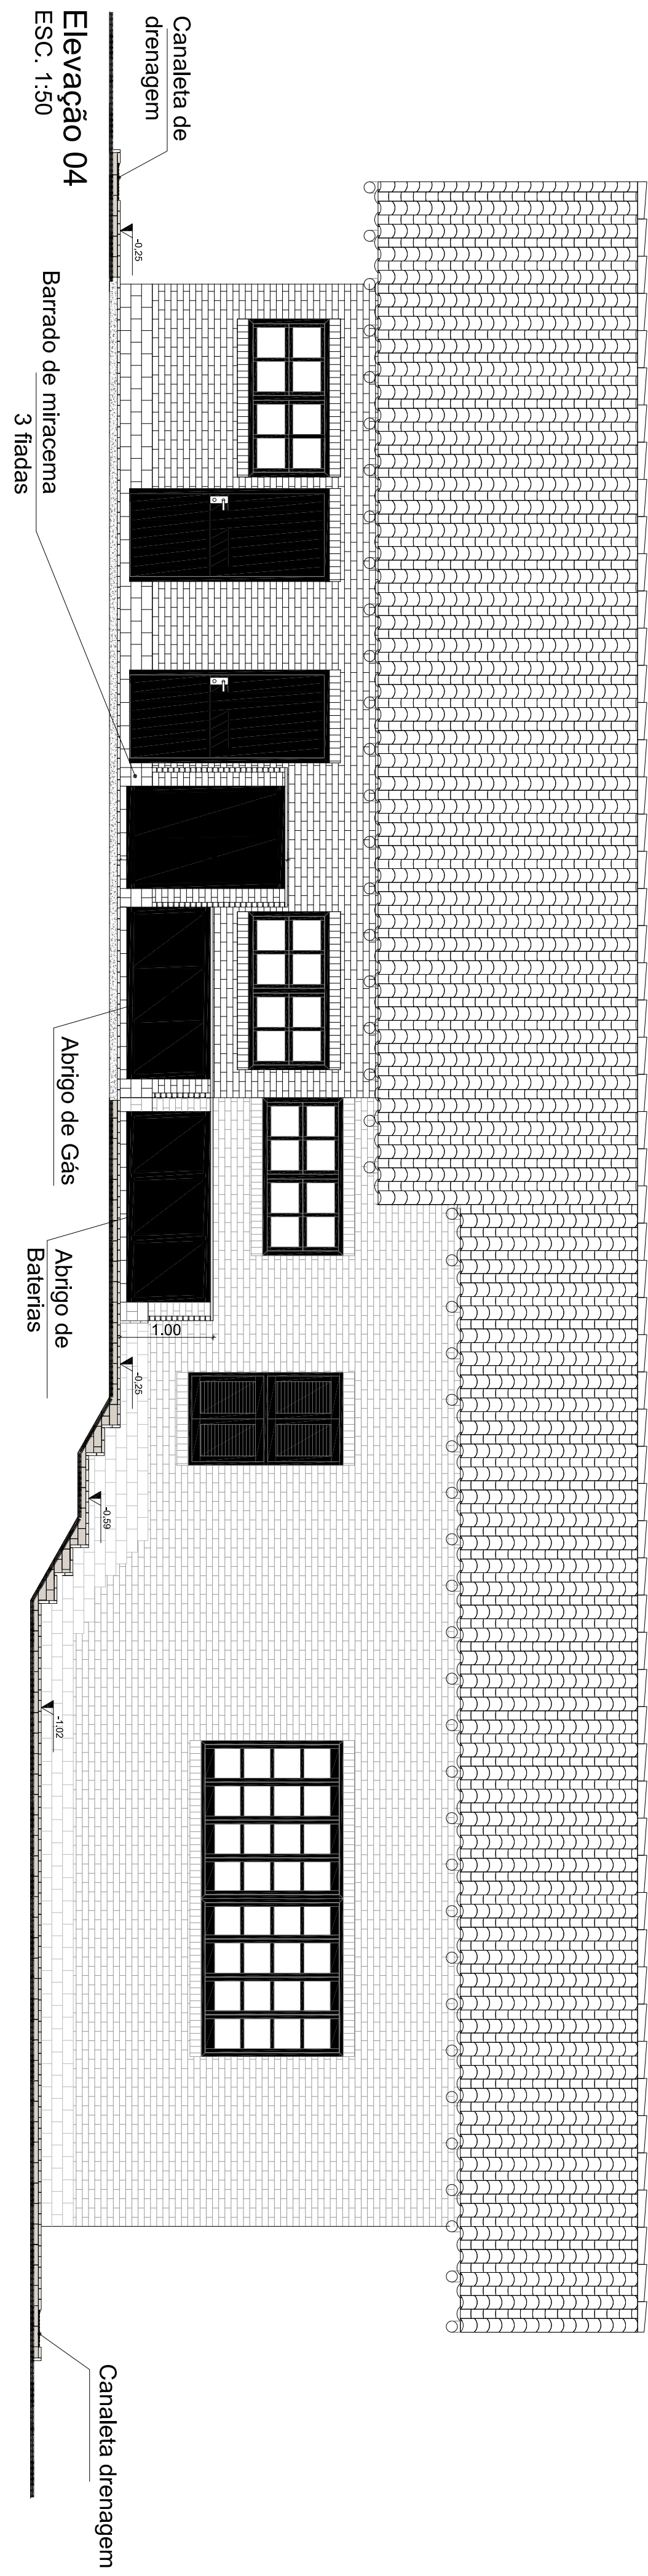 Canaleta de
drenagem
-0,25
Elevação 04
ESC. 1:50
Barrado de miracema
3 fiadas
Abrigo de Gás
Abrigo de
Baterias
1.00
-0,25
-0,59
-1,02
Canaleta drenagem